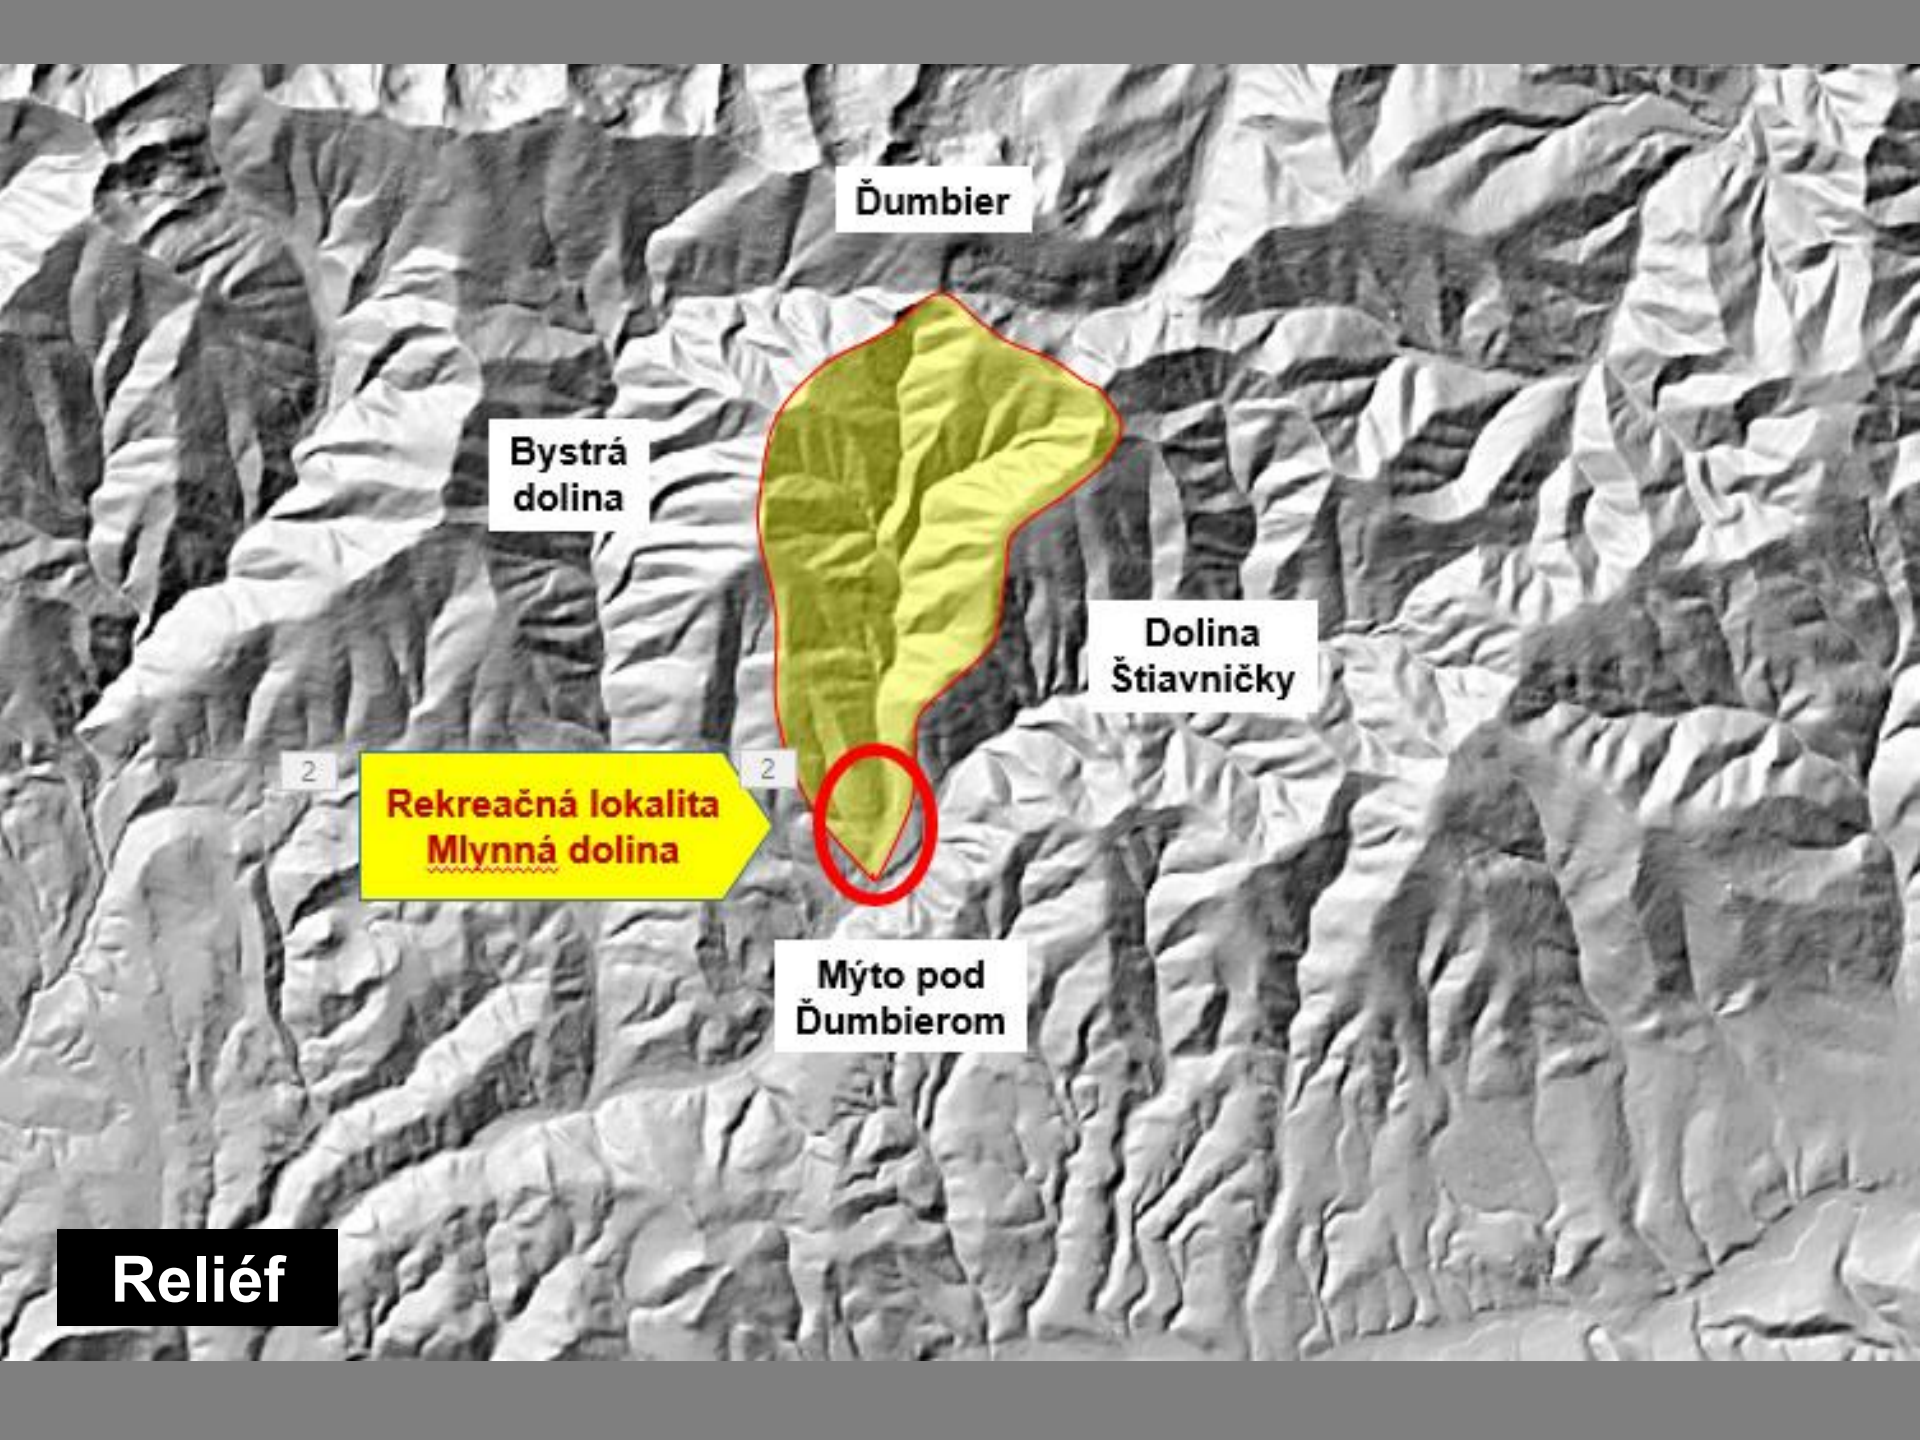 Ďumbier
Bystrá
dolina
Dolina
Štiavničky
2
2
Rekreačná lokalita
Mlynná dolina
Mýto pod
Ďumbierom
Reliéf